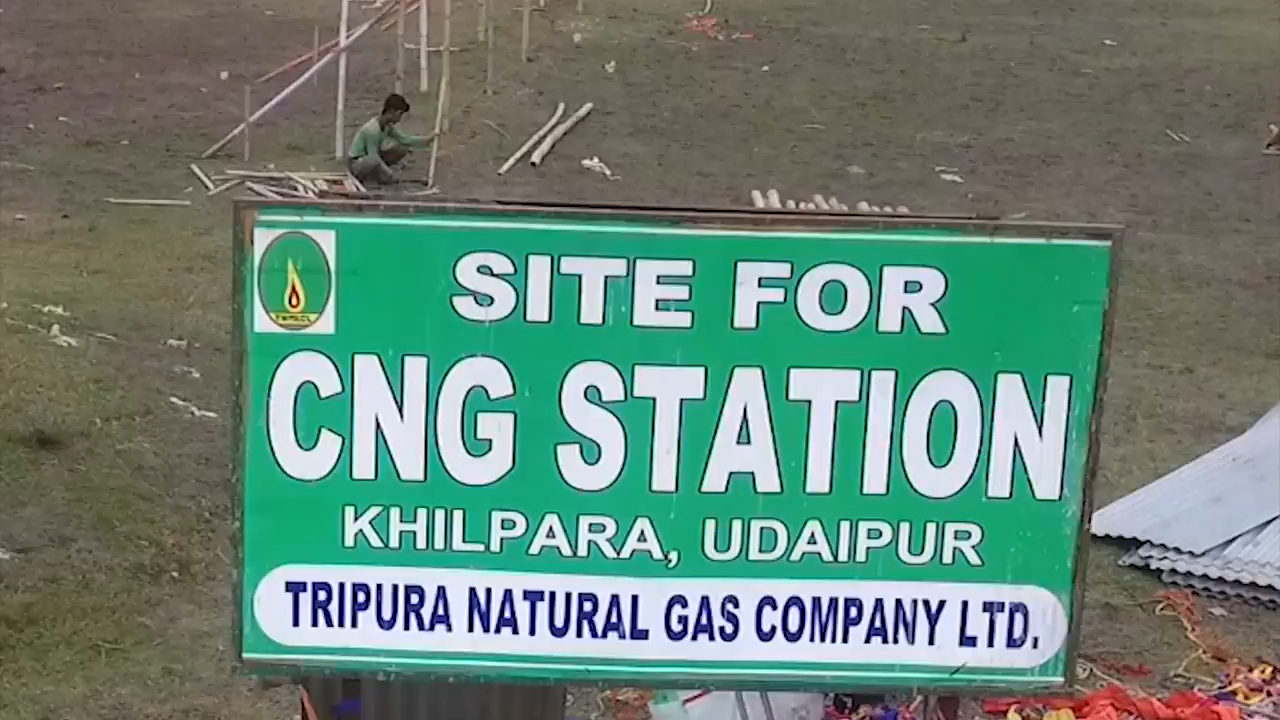 SITE FOR
CNG STATION
KHILPARA, UDAIPUR
TRIPURA NATURAL GAS COMPANY LTD.